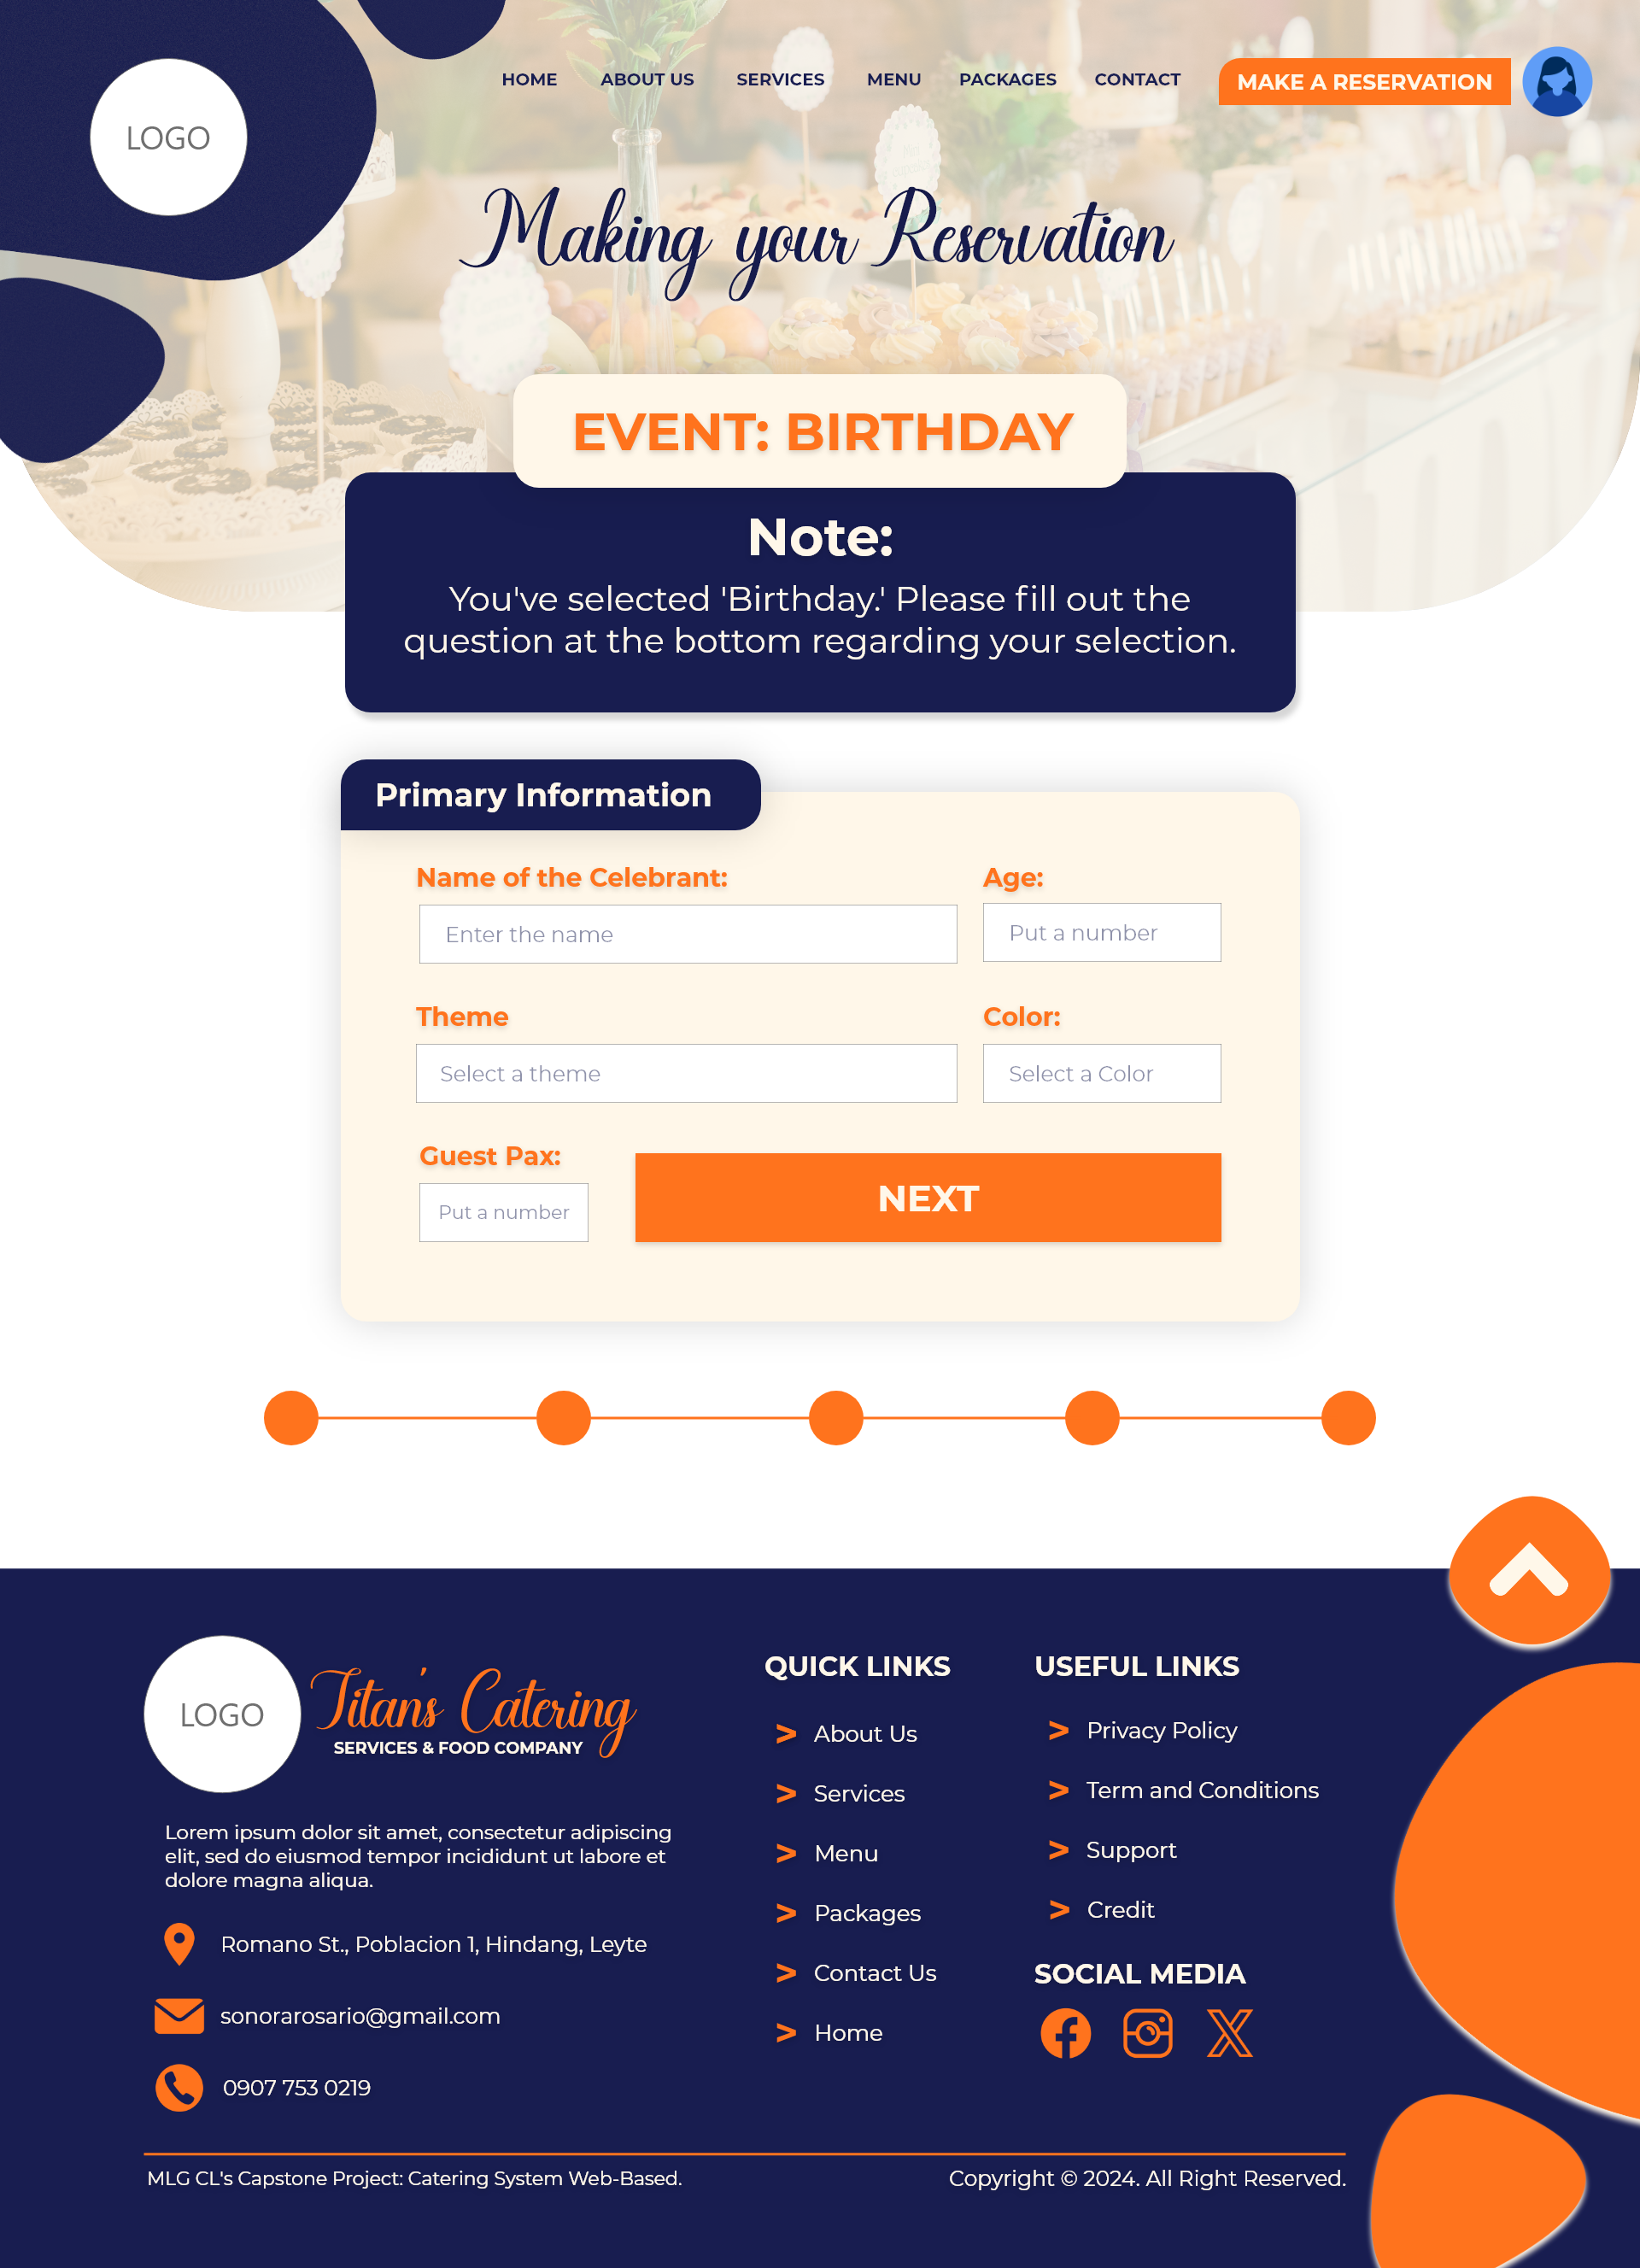 LOGO
HOME ABOUT US SERVICES MENU PACKAGES CONTACT MAKE A RESERVATION
Making your Reservation
EVENT: BIRTHDAY
Note:
You've selected 'Birthday.' Please fill out the
question at the bottom regarding your selection.
Primary Information
Name of the Celebrant: Age:
Enter the name Put a number
Theme Color:
Select a theme Select a Color
Guest Pax:
Put a number
NEXT
LOGO
Titan's Catering
SERVICES & FOOD COMPANY
Lorem ipsum dolor sit amet, consectetur adipiscing
elit, sed do eiusmod tempor incididunt ut labore et
dolore magna aliqua.
Romano St., Poblacion 1, Hindang, Leyte
sonorarosario@gmail.com
0907 753 0219
QUICK LINKS
> About Us
> Services
> Menu
> Packages
> Contact Us
> Home
USEFUL LINKS
> Privacy Policy
> Term and Conditions
> Support
> Credit
SOCIAL MEDIA
MLG CL's Capstone Project: Catering System Web-Based.
Copyright © 2024. All Right Reserved.